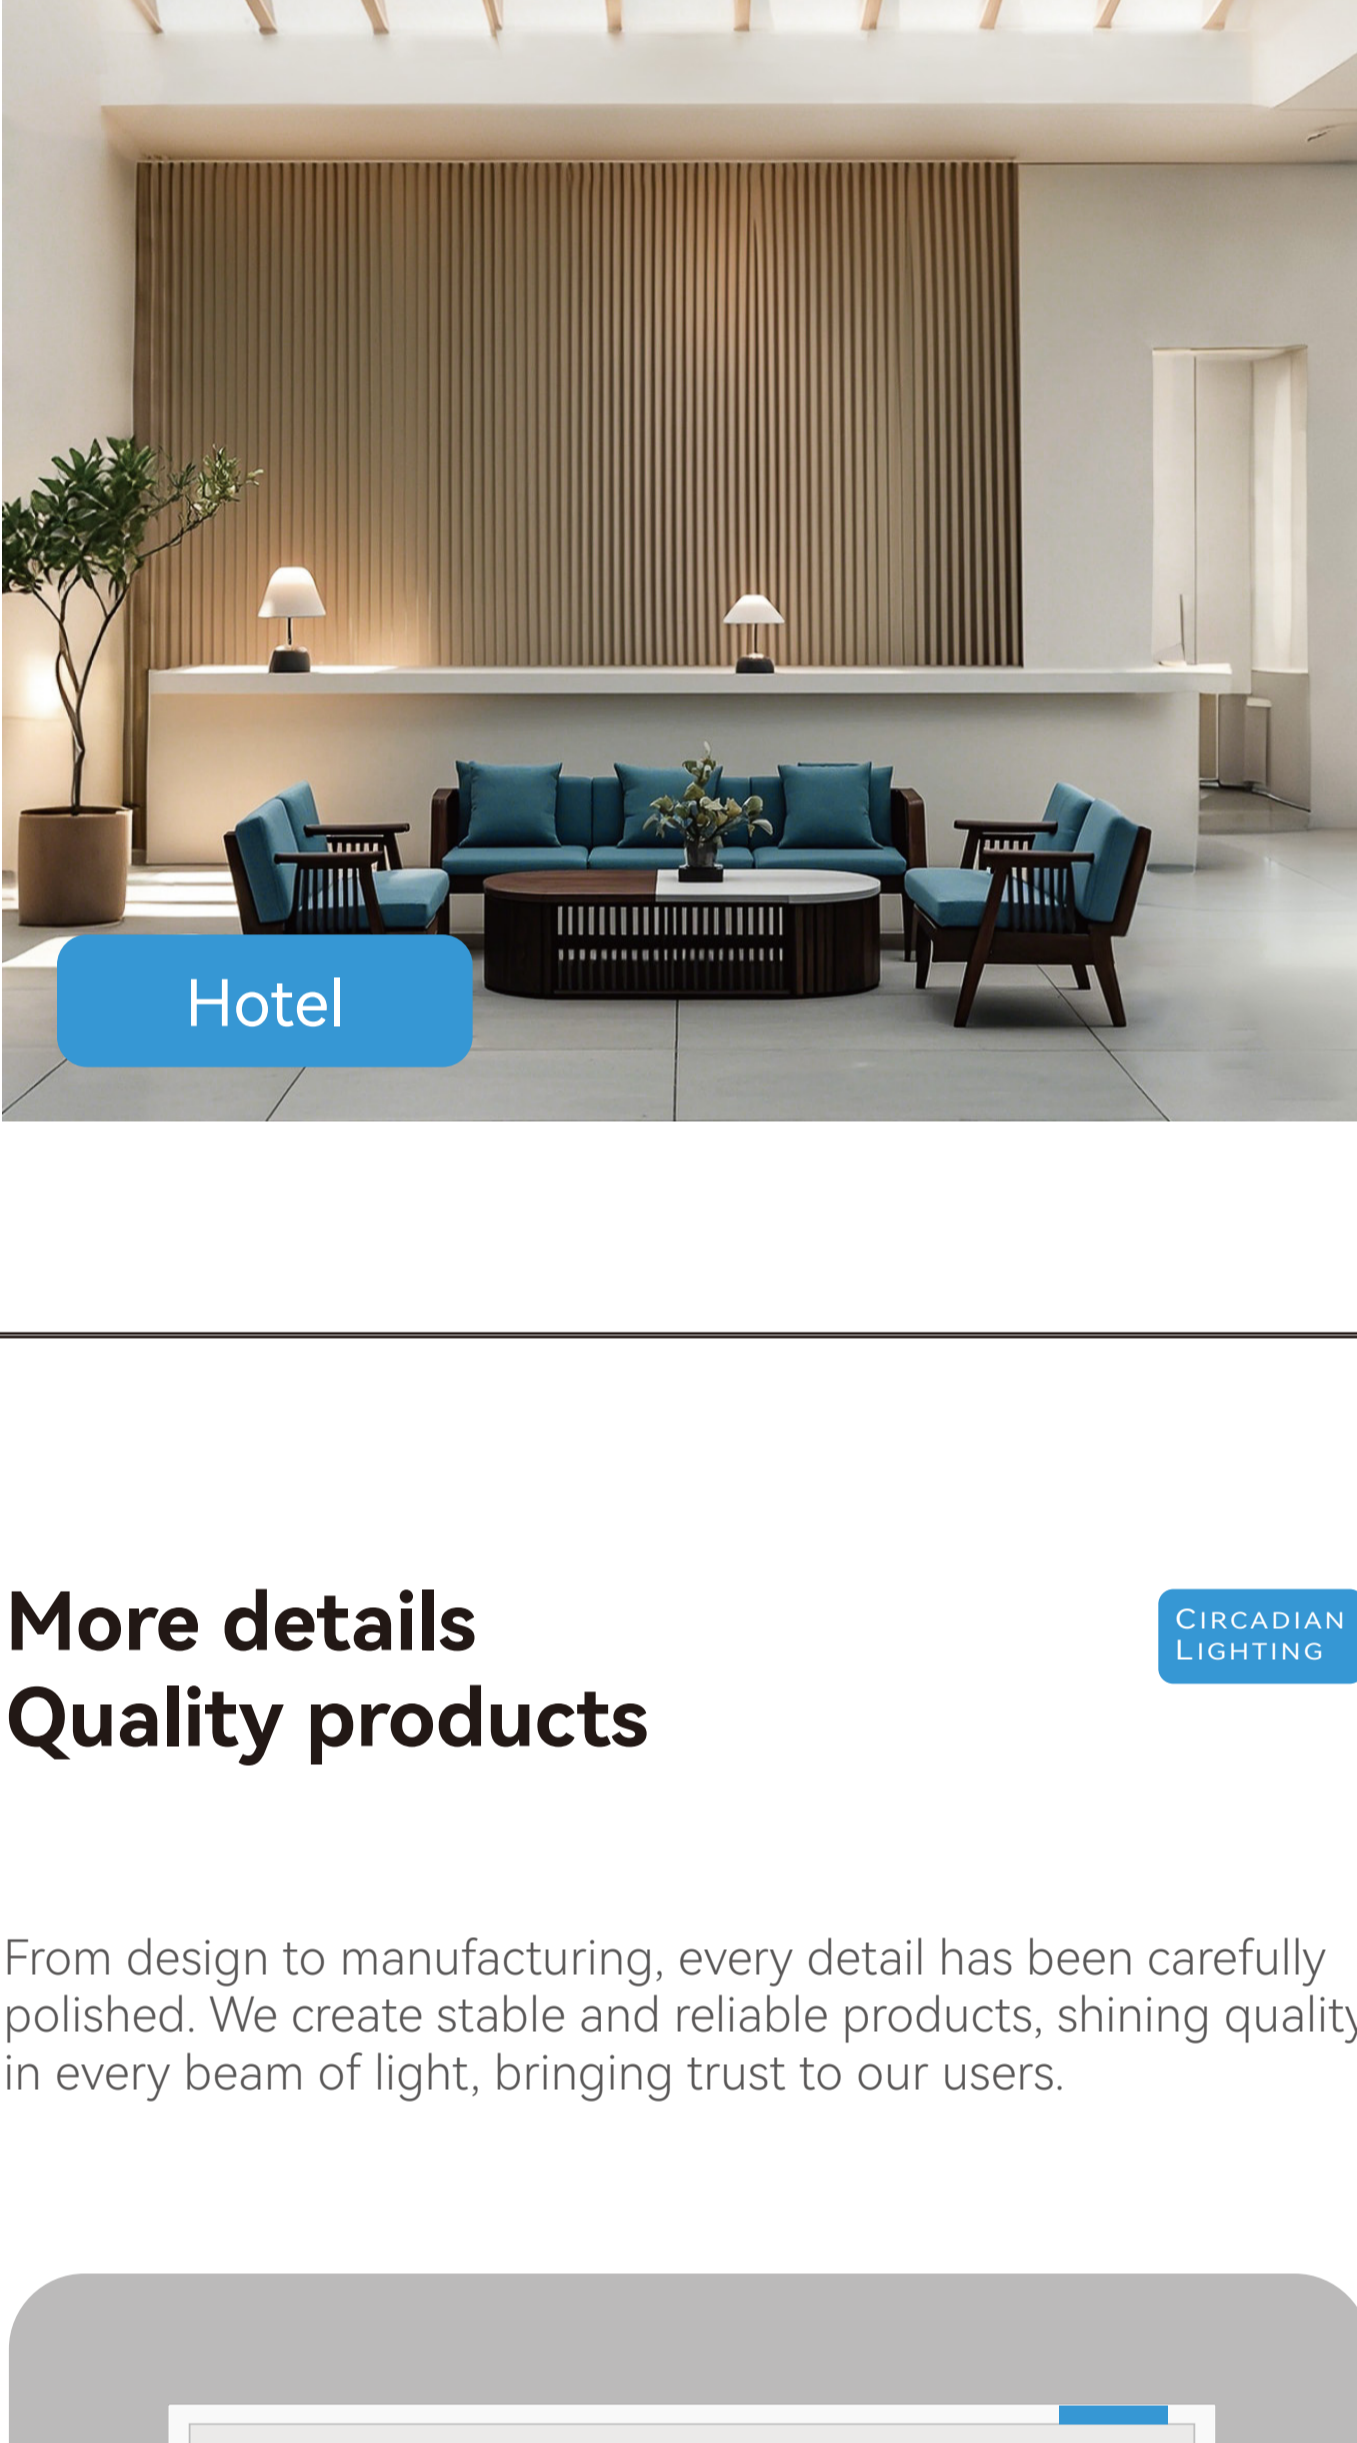 Hotel
More details
CIRCADIAN
LIGHTING
Quality products
From design to manufacturing, every detail has been carefully
polished. We create stable and reliable products, shining quality
in every beam of light, bringing trust to our users.